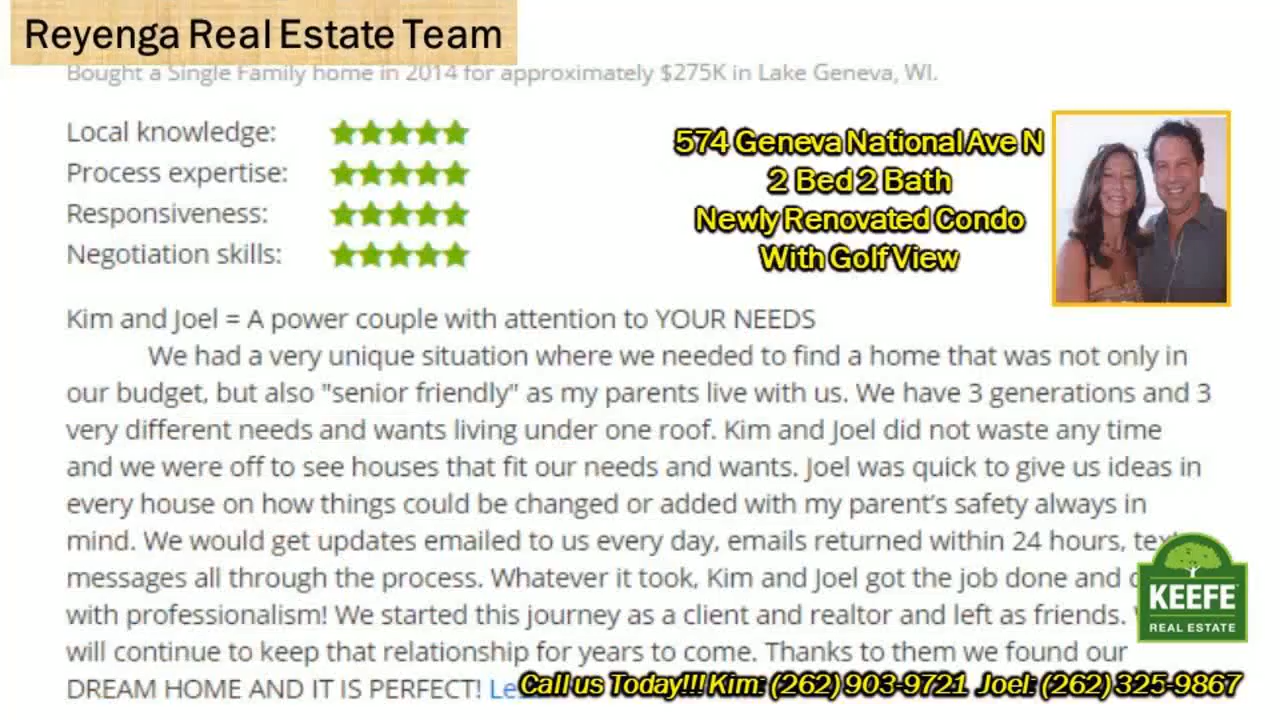 Reyenga Real Estate Team
Bought a Single Family home in 2014 for approximately $275K in Lake Geneva, WI.
Local knowledge:
Process expertise:
Responsiveness:
Negotiation skills:
574 Geneva National Ave N
2 Bed 2 Bath
Newly Renovated Condo
With Golf View
Kim and Joel = A power couple with attention to YOUR NEEDS
We had a very unique situation where we needed to find a home that was not only in
our budget, but also "senior friendly" as my parents live with us. We have 3 generations and 3
very different needs and wants living under one roof. Kim and Joel did not waste any time
and we were off to see houses that fit our needs and wants. Joel was quick to give us ideas in
every house on how things could be changed or added with my parent's safety always in
mind. We would get updates emailed to us every day, emails returned within 24 hours, text
messages all through the process. Whatever it took, Kim and Joel got the job done and
with professionalism! We started this journey as a client and realtor and left as friends.
will continue to keep that relationship for years to come. Thanks to them we found our
DREAM HOME AND IT IS PERFECT!
KEEFE
REAL ESTATE
Call us Today!!! Kim: (262) 903-9721 Joel: (262) 325-9867